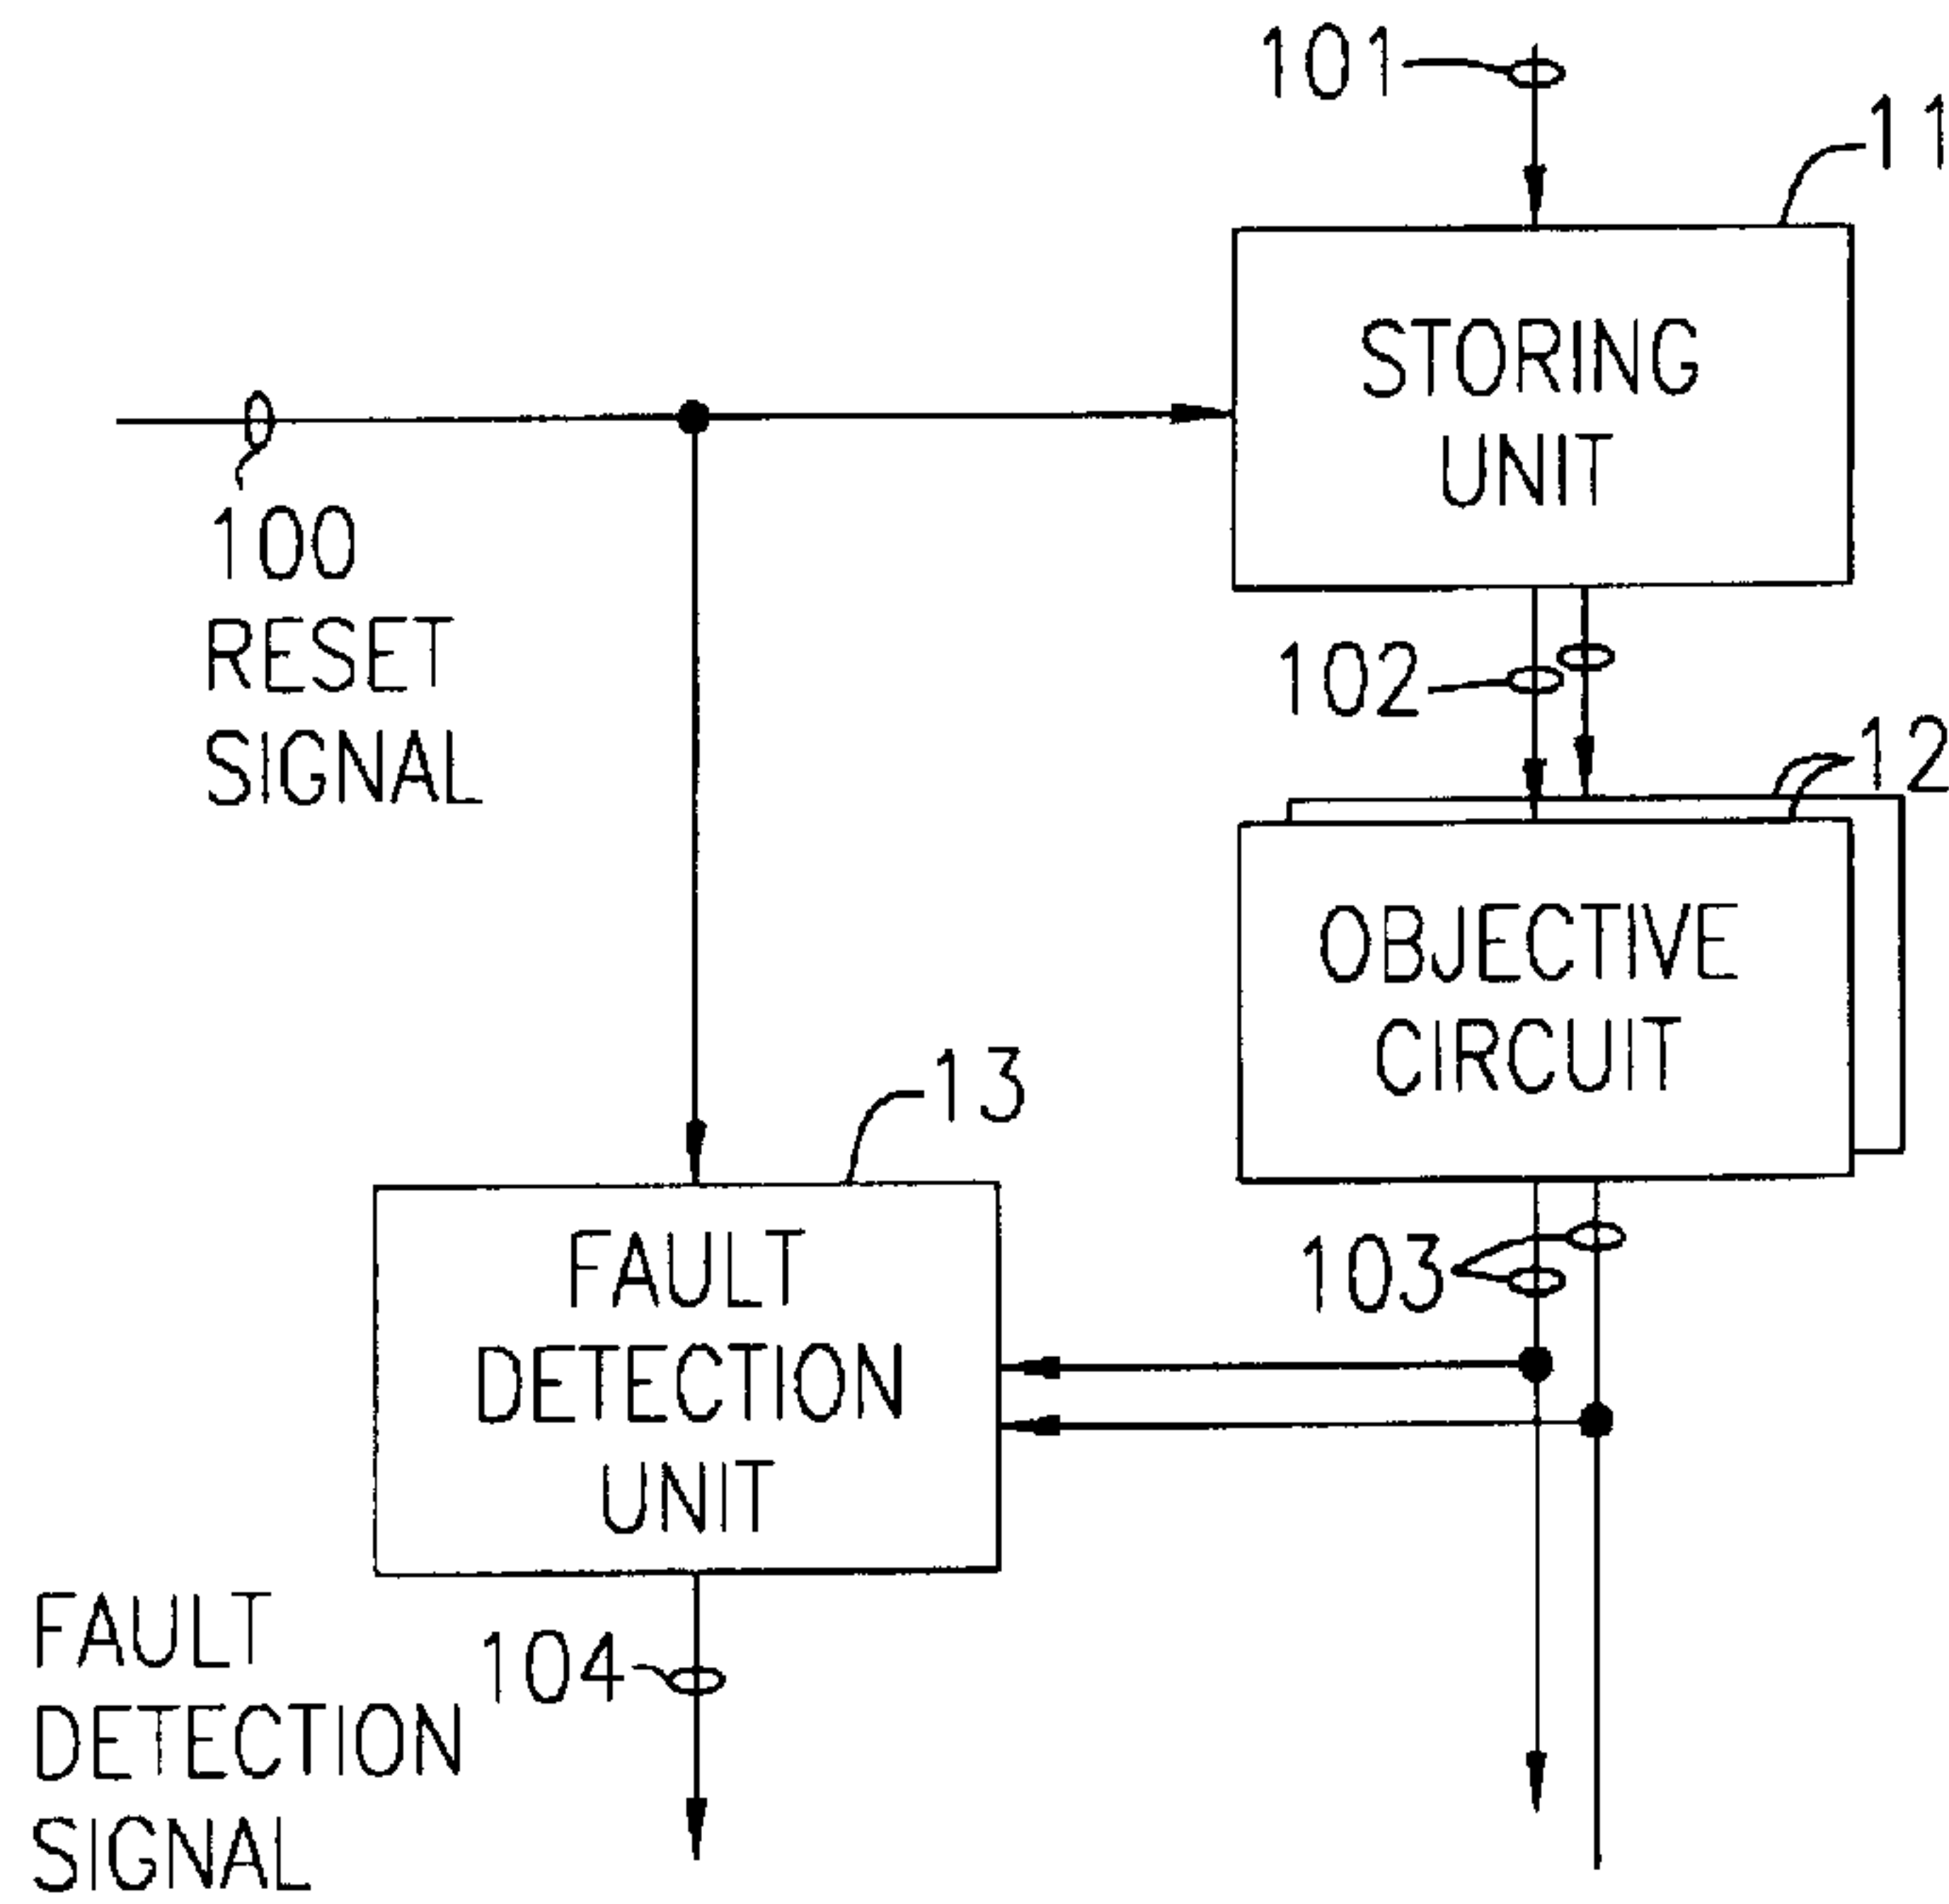 101
11
STORING
UNIT
100
RESET
SIGNAL
102
12
OBJECTIVE
CIRCUIT
13
FAULT
DETECTION
UNIT
103
104
FAULT
DETECTION
SIGNAL